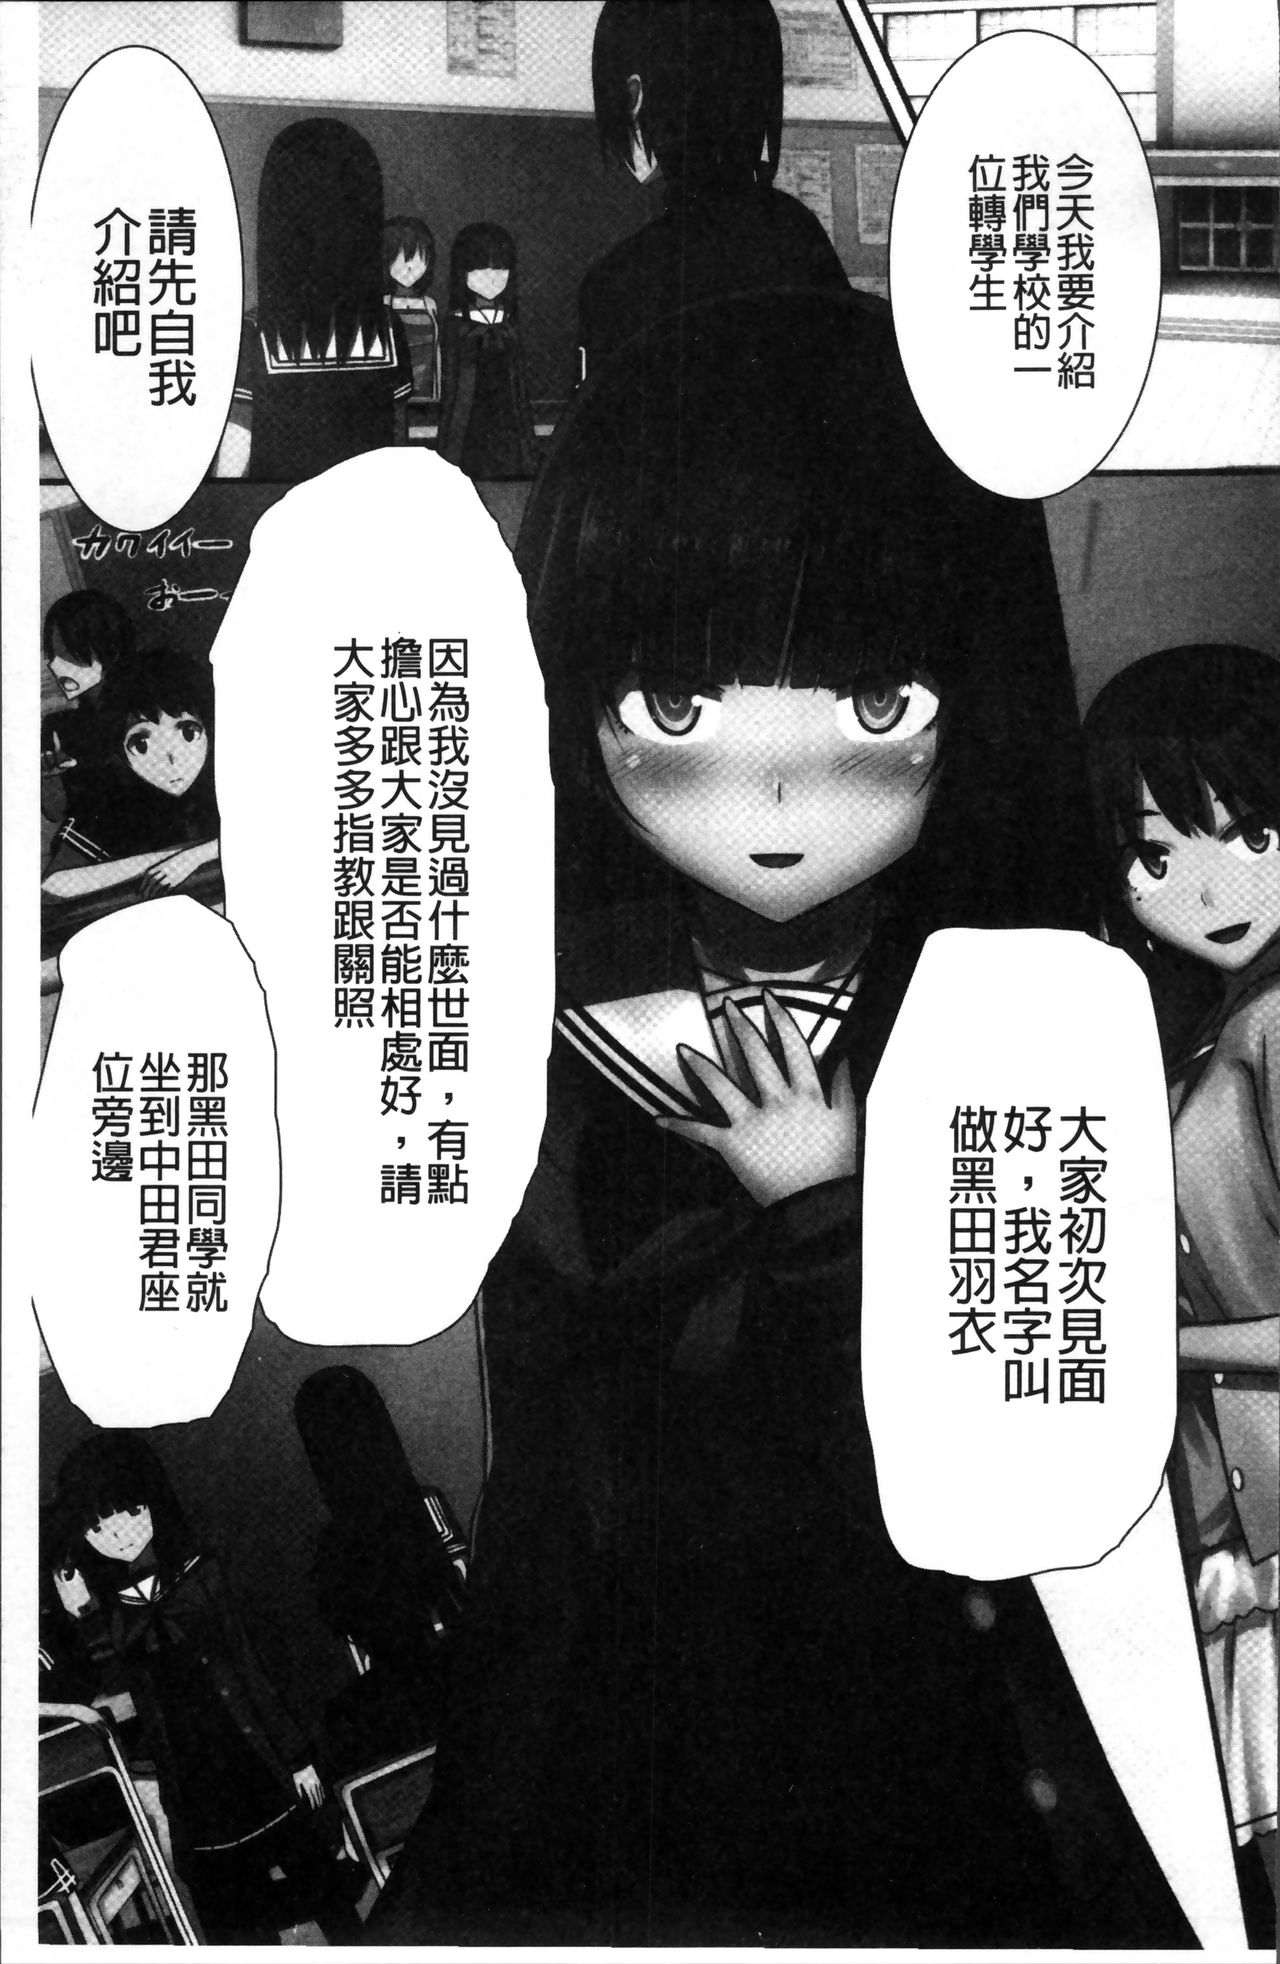 今天我要介紹
我們學校的一
位轉學生
請先自我
介紹吧
カワイイー
おーっ
大家初次見面
好，我名字叫
做黑田羽衣
因為我沒見過什麼世面，有點
擔心跟大家是否能相處好，請
大家多多指教跟關照
那黑田同學就
坐到中田君座
位旁邊